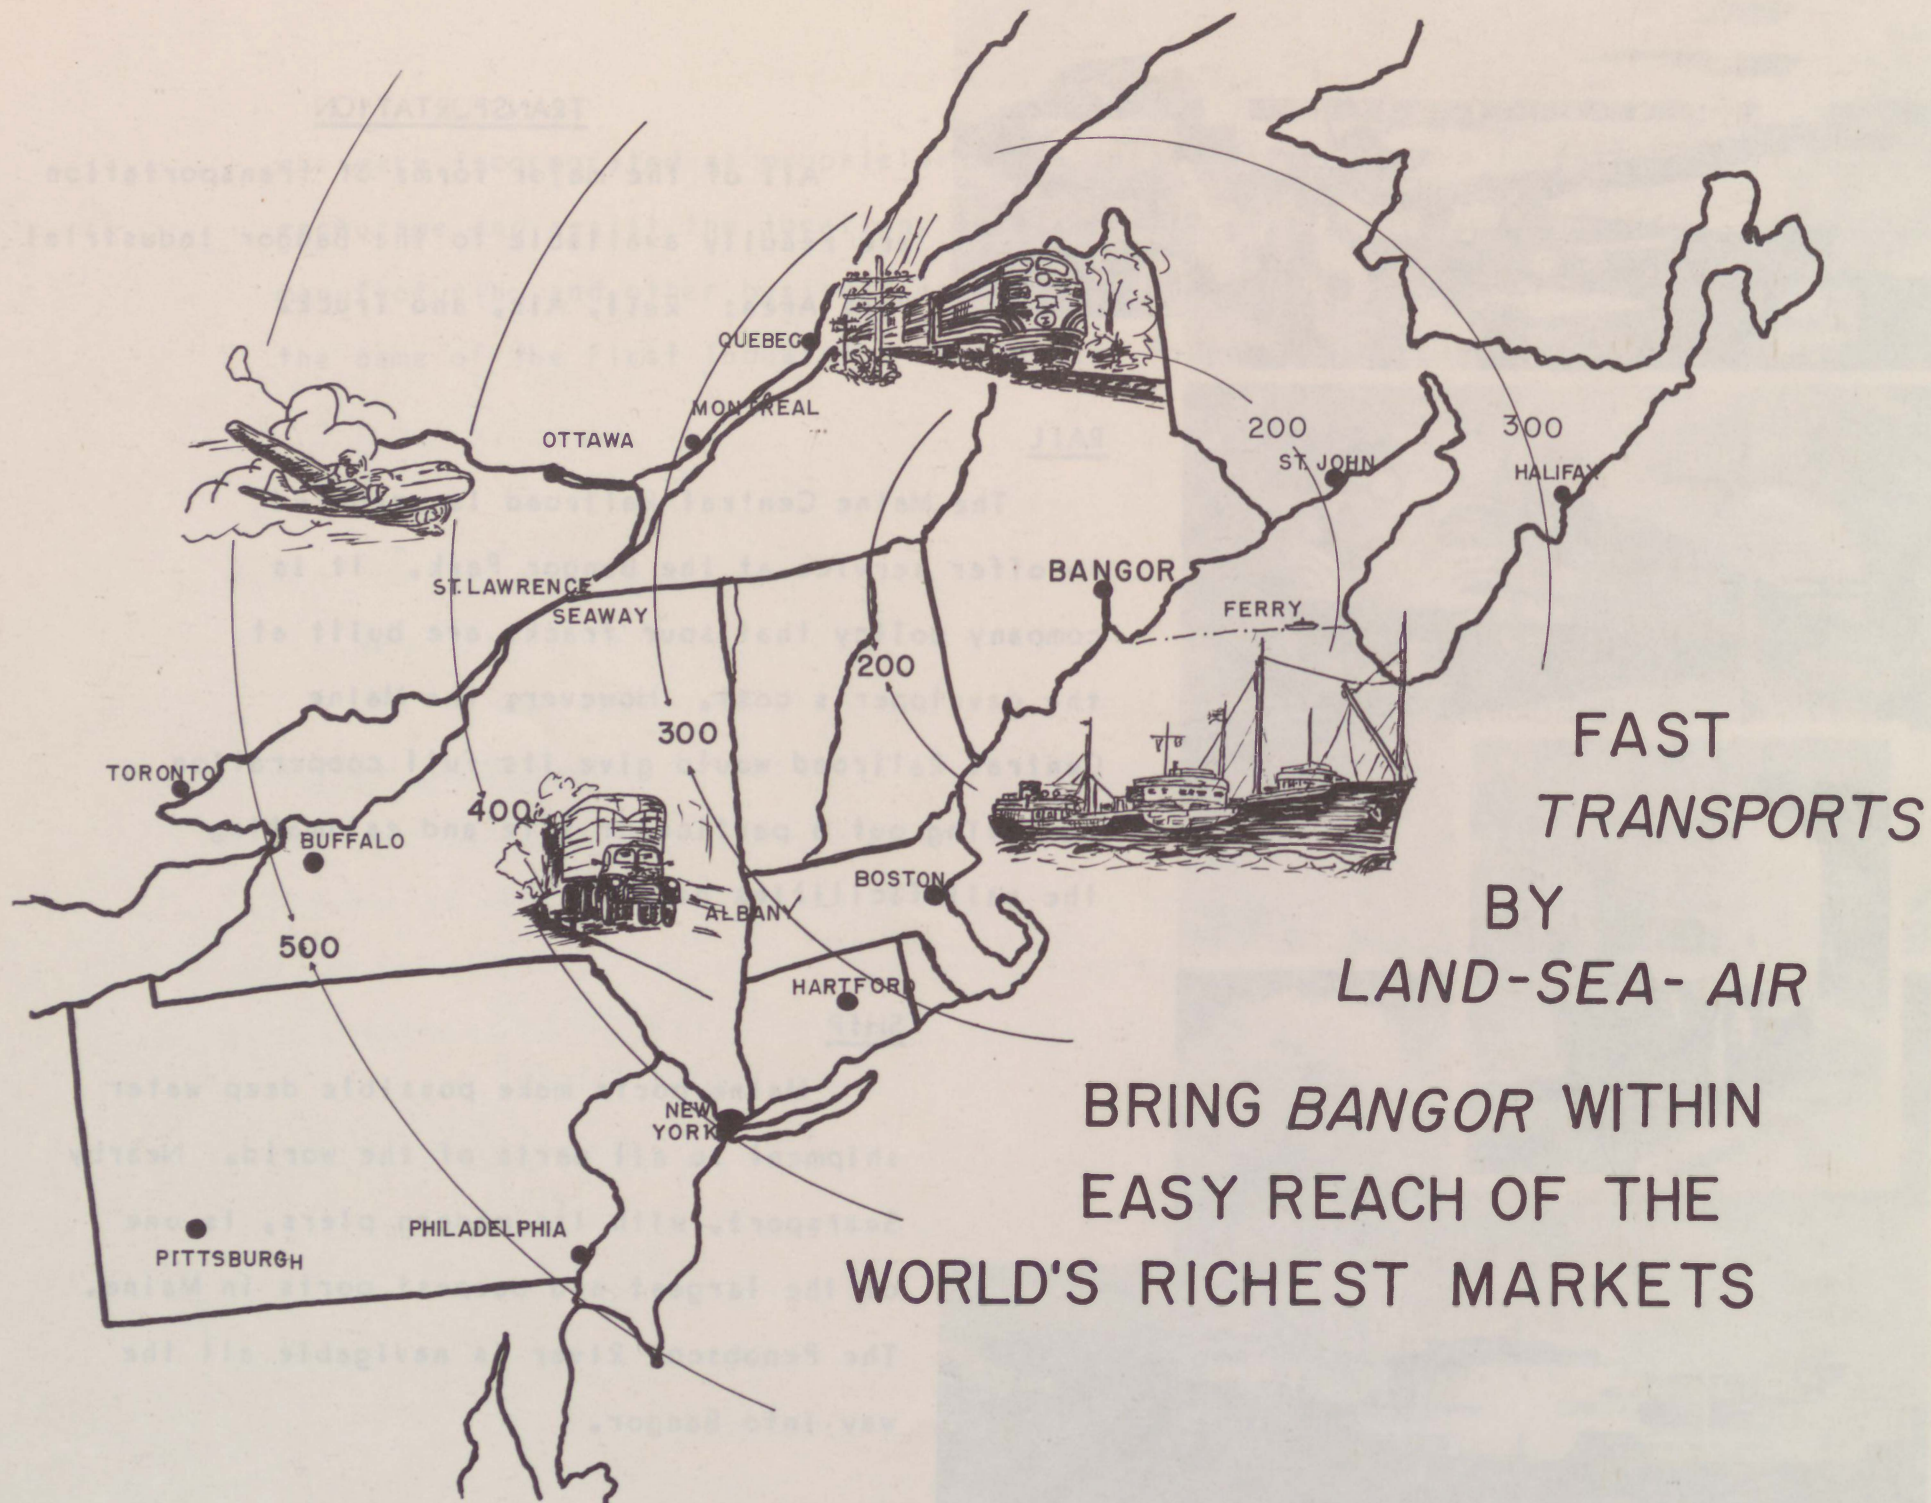 QUEBEC
MONTREAL
OTTAWA
200
300
ST. JOHN
HALIFAX
BANGOR
ST. LAWRENCE
SEAWAY
FERRY
200
300
TORONTO
400
BUFFALO
BOSTON
ALBANY
500
HARTFORD
NEW
YORK
PHILADELPHIA
PITTSBURGH
FAST
TRANSPORTS
BY
LAND-SEA-AIR
BRING BANGOR WITHIN
EASY REACH OF THE
WORLD'S RICHEST MARKETS